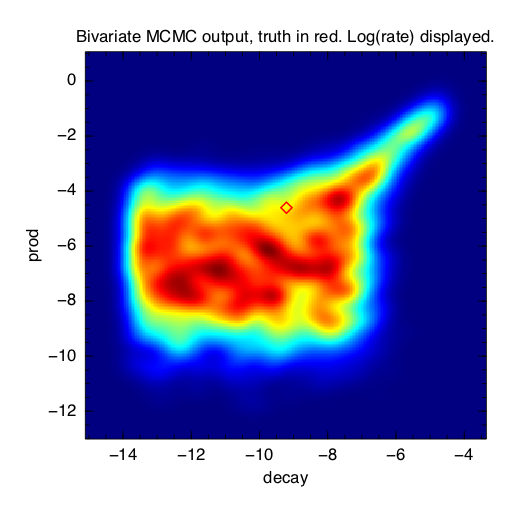 Bivariate MCMC output, truth in red. Log(rate) displayed.
0
−2
−4
−6
−8
−10
−12
prod
−14 −12 −10 −8 −6 −4
decay